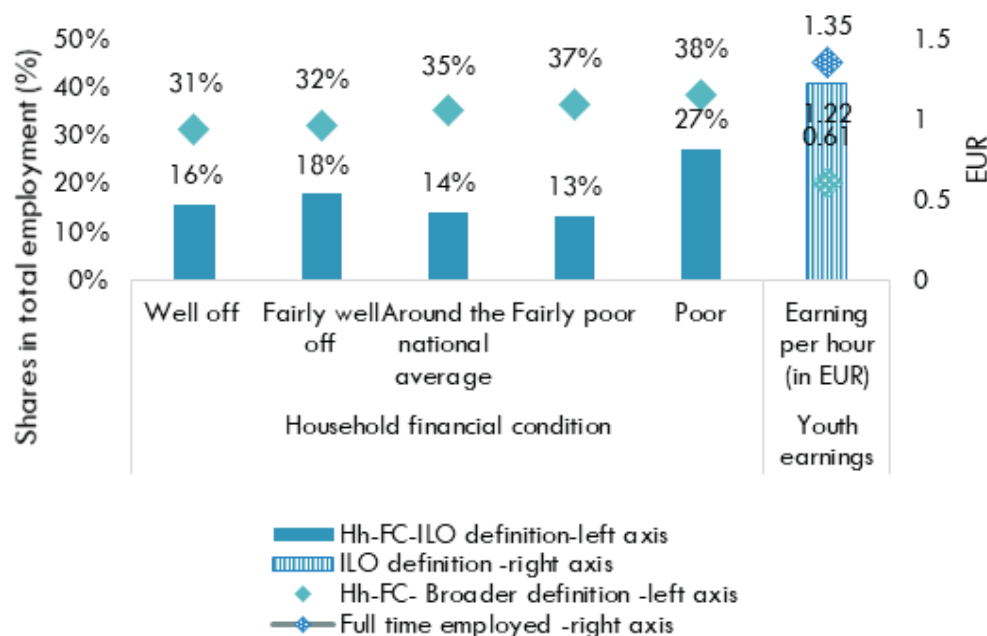 Shares in total employment (%)
50%
40%
30%
20%
10%
0%
31%
32%
35%
37%
38%
16%
18%
14%
13%
27%
1.35
1.22
0.61
1.5
1
0.5
0
EUR
Well off
Fairly well
off
Around the
national
average
Fairly poor
Poor
Earning
per hour
(in EUR)
Household financial condition
Youth
earnings
Hh-FC-ILO definition-left axis
ILO definition -right axis
Hh-FC- Broader definition -left axis
Full time employed -right axis